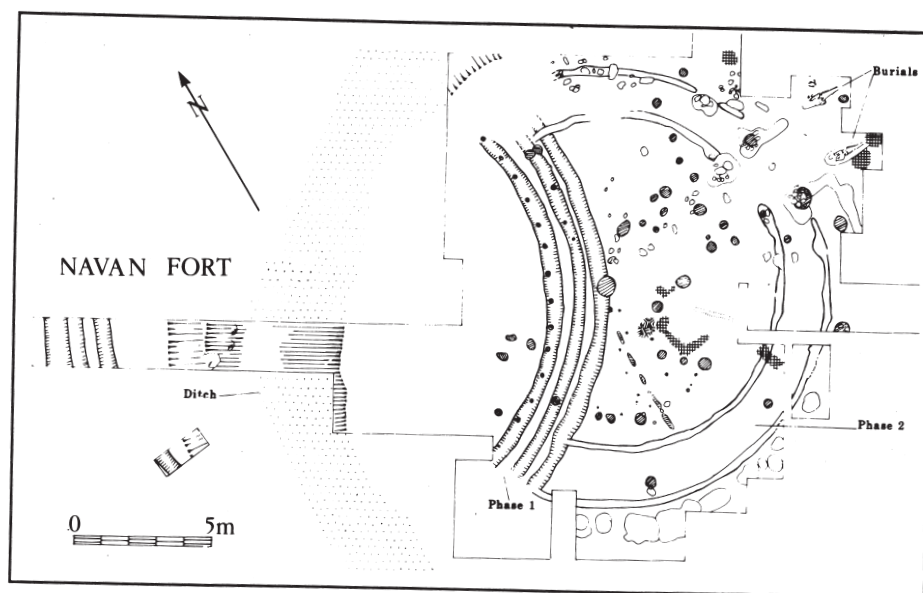 Burials
N
NAVAN FORT
Ditch
Phase 2
Phase 1
0 5m